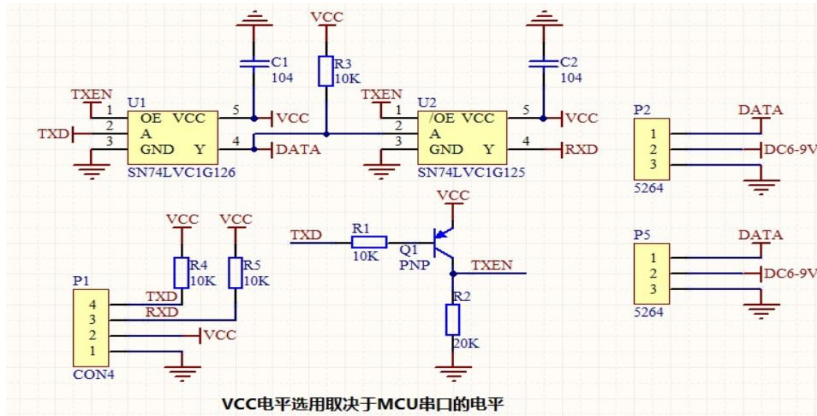 VCC
C1
104
R3
10K
C2
104
TXEN
U1
1
OE VCC
5
VCC
TXD
2
A
3
GND Y
4
DATA
SN74LVC1G126
TXEN
U2
1
/OE VCC
5
VCC
2
A
3
GND Y
4
RXD
SN74LVC1G125
P2
DATA
1
2
DC6-9V
3
5264
VCC
VCC
R4
10K
R5
10K
P1
4
TXD
3
RXD
2
VCC
1
CON4
VCC
TXD
R1
10K
Q1
PNP
TXEN
R2
20K
P5
DATA
1
2
DC6-9V
3
5264
VCC电平选用取决于MCU串口的电平